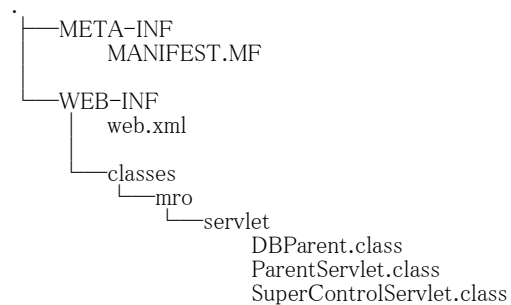 .
META-INF
MANIFEST.MF
WEB-INF
web.xml
classes
mro
servlet
DBParent.class
ParentServlet.class
SuperControlServlet.class